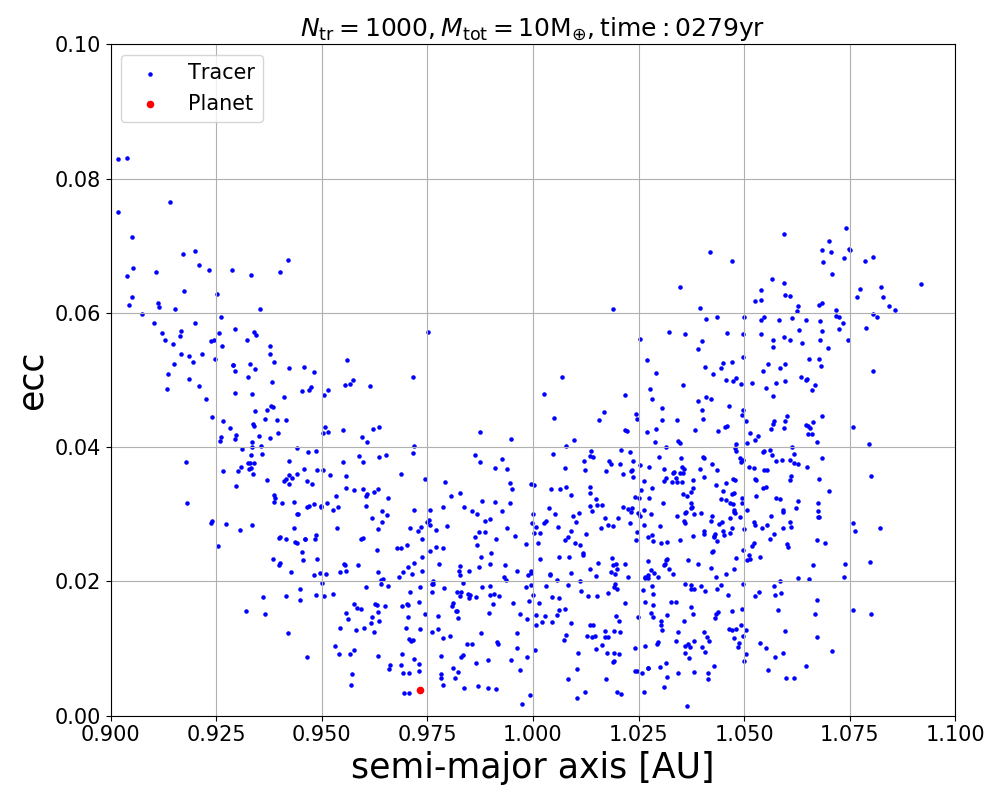 N_tr = 1000, M_tot = 10M_⊕, time : 0279yr
0.10
Tracer
Planet
0.08
0.06
ecc
0.04
0.02
0.00
0.900 0.925 0.950 0.975 1.000 1.025 1.050 1.075 1.100
semi-major axis [AU]